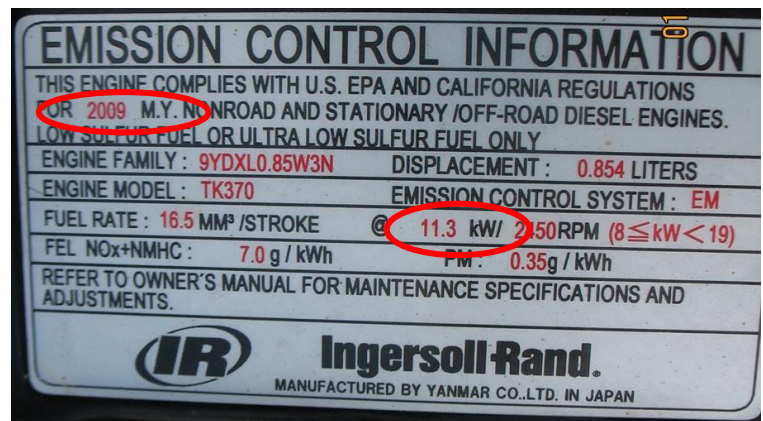 EMISSION CONTROL INFORMATION
THIS ENGINE COMPLIES WITH U.S. EPA AND CALIFORNIA REGULATIONS
FOR 2009 M.Y. NONROAD AND STATIONARY /OFF-ROAD DIESEL ENGINES.
LOW SULFUR FUEL OR ULTRA LOW SULFUR FUEL ONLY
ENGINE FAMILY : 9YDXL0.85W3N DISPLACEMENT : 0.854 LITERS
ENGINE MODEL : TK370 EMISSION CONTROL SYSTEM : EM
FUEL RATE : 16.5 MM³ /STROKE @ 11.3 kW/ 2450RPM (8≦kW<19)
FEL NOx+NMHC : 7.0 g / kWh PM : 0.35g / kWh
REFER TO OWNER'S MANUAL FOR MAINTENANCE SPECIFICATIONS AND
ADJUSTMENTS.
IR Ingersoll-Rand®
MANUFACTURED BY YANMAR CO.,LTD. IN JAPAN